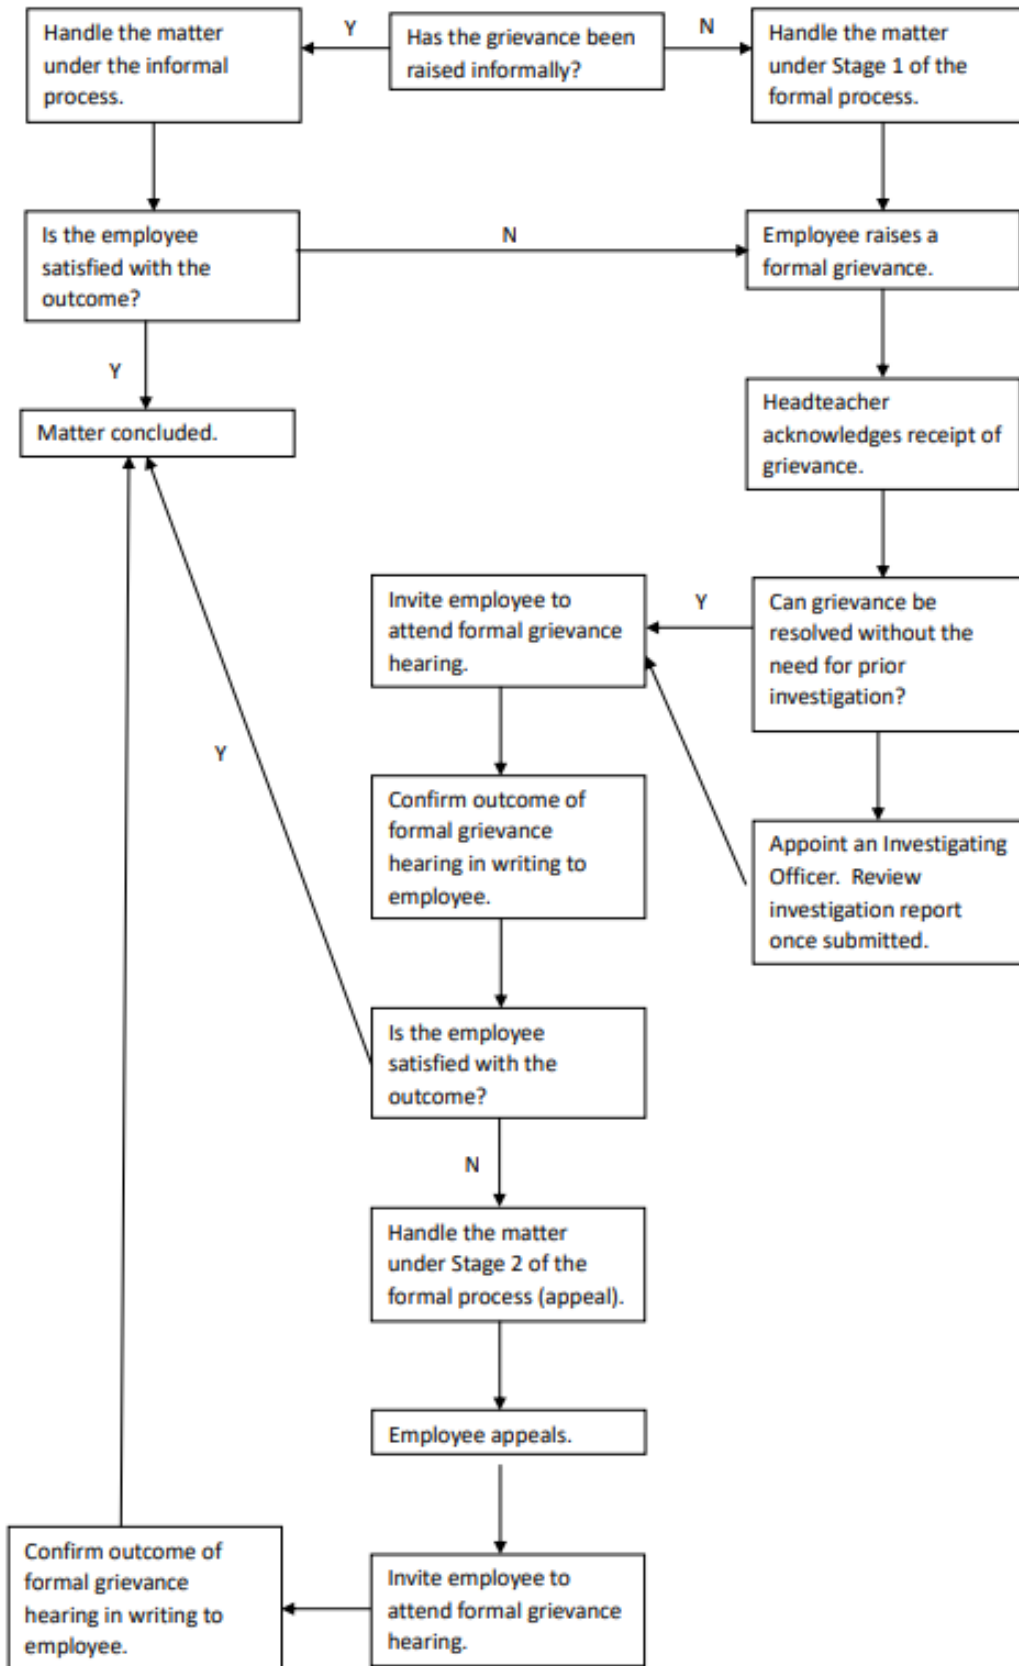 Handle the matter
under the informal
process.
Y
Has the grievance been
raised informally?
N
Handle the matter
under Stage 1 of the
formal process.
Is the employee
satisfied with the
outcome?
N
Employee raises a
formal grievance.
Y
Matter concluded.
Headteacher
acknowledges receipt of
grievance.
Invite employee to
attend formal grievance
hearing.
Y
Can grievance be
resolved without the
need for prior
investigation?
Y
Confirm outcome of
formal grievance
hearing in writing to
employee.
Appoint an Investigating
Officer.  Review
investigation report
once submitted.
Is the employee
satisfied with the
outcome?
N
Handle the matter
under Stage 2 of the
formal process (appeal).
Employee appeals.
Confirm outcome of
formal grievance
hearing in writing to
employee.
Invite employee to
attend formal grievance
hearing.